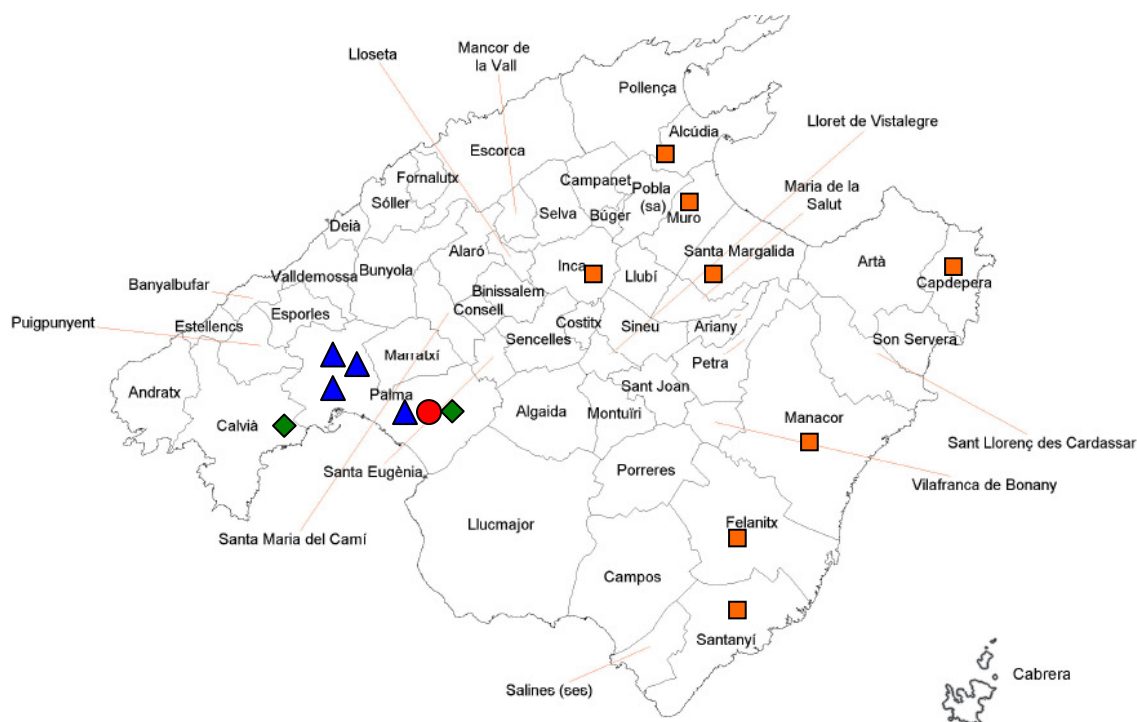 Lloseta
Mancor de
la Vall
Pollença
Lloret de Vistalegre
Alcúdia
Escorca
Maria de la
Salut
Fornalutx
Campanet
Pobla
(sa)
Sóller
Selva
Búger
Muro
Deià
Alaró
Santa Margalida
Artà
Inca
Llubí
Valldemossa
Bunyola
Capdepera
Banyalbufar
Binissalem
Consell
Puigpunyent
Estellencs
Esporles
Costitx
Sineu
Ariany
Sencelles
Son Servera
Marratxí
Petra
Andratx
Palma
Sant Joan
Algaida
Montuïri
Manacor
Calvià
Sant Llorenç des Cardassar
Santa Eugènia
Porreres
Vilafranca de Bonany
Llucmajor
Felanitx
Santa Maria del Camí
Campos
Santanyí
Cabrera
Salines (ses)